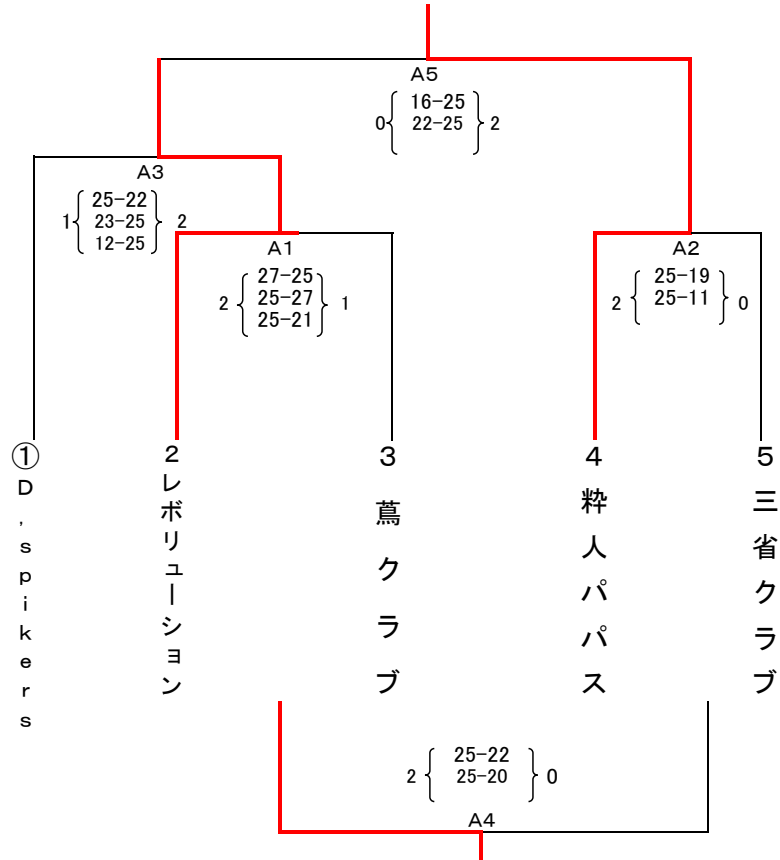 A5
16-25
0 22-25 2
A3
25-22
1 23-25 2
12-25
A1
27-25
2 25-27 1
25-21
A2
25-19
2 25-11 0
① D,spikers
2 レボリューション
3 蔦クラブ
4 粋人パパス
5 三省クラブ
25-22
2 25-20 0
A4